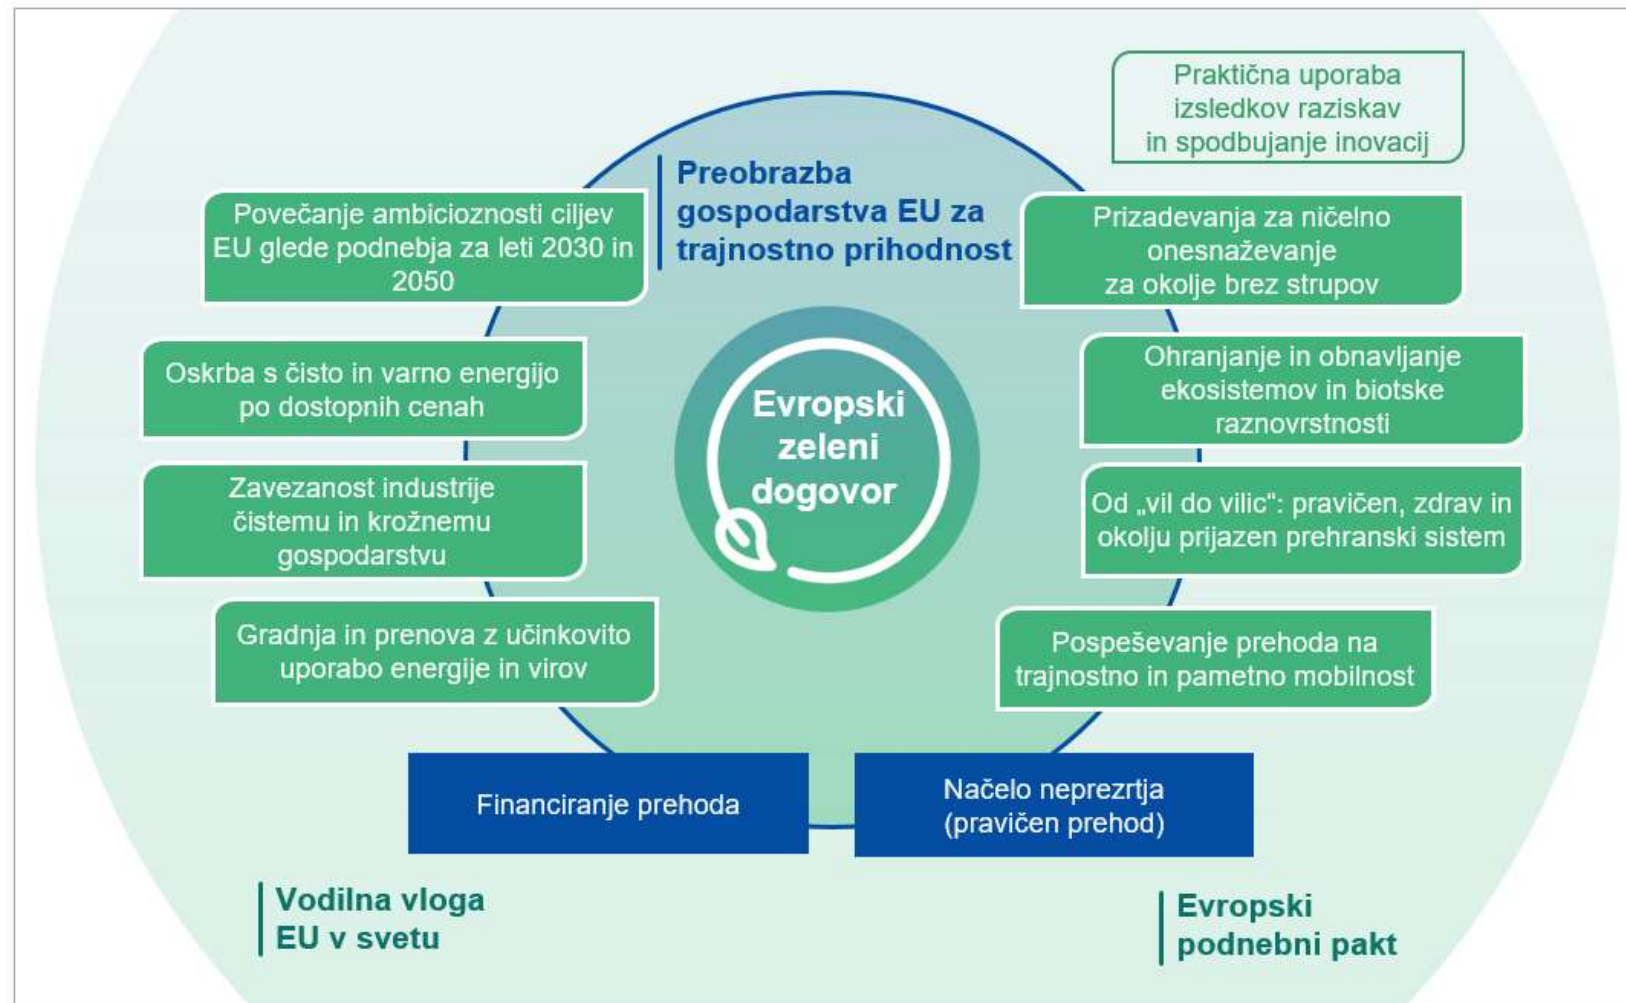 Praktična uporaba
izsledkov raziskav
in spodbujanje inovacij
Preobrazba
gospodarstva EU za
trajnostno prihodnost
Povečanje ambicioznosti ciljev
EU glede podnebja za leti 2030 in
2050
Prizadevanja za ničelno
onesnaževanje
za okolje brez strupov
Oskrba s čisto in varno energijo
po dostopnih cenah
Evropski
zeleni
dogovor
Ohranjanje in obnavljanje
ekosistemov in biotske
raznovrstnosti
Zavezanost industrije
čistemu in krožnemu
gospodarstvu
Od „vil do vilic“: pravičen, zdrav in
okolju prijazen prehranski sistem
Gradnja in prenova z učinkovito
uporabo energije in virov
Pospeševanje prehoda na
trajnostno in pametno mobilnost
Financiranje prehoda
Načelo neprezrtja
(pravičen prehod)
Vodilna vloga
EU v svetu
Evropski
podnebni pakt